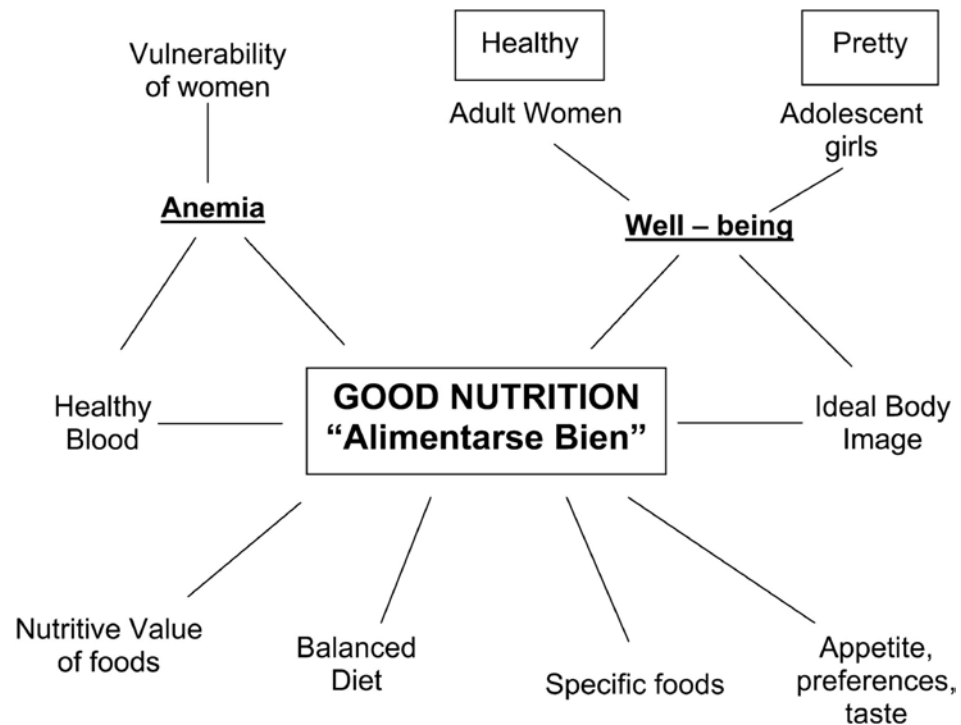 Vulnerability
of women
Healthy
Pretty
Adult Women
Adolescent
girls
Anemia
Well – being
Healthy
Blood
GOOD NUTRITION
“Alimentarse Bien”
Ideal Body
Image
Nutritive Value
of foods
Balanced
Diet
Specific foods
Appetite,
preferences,
taste